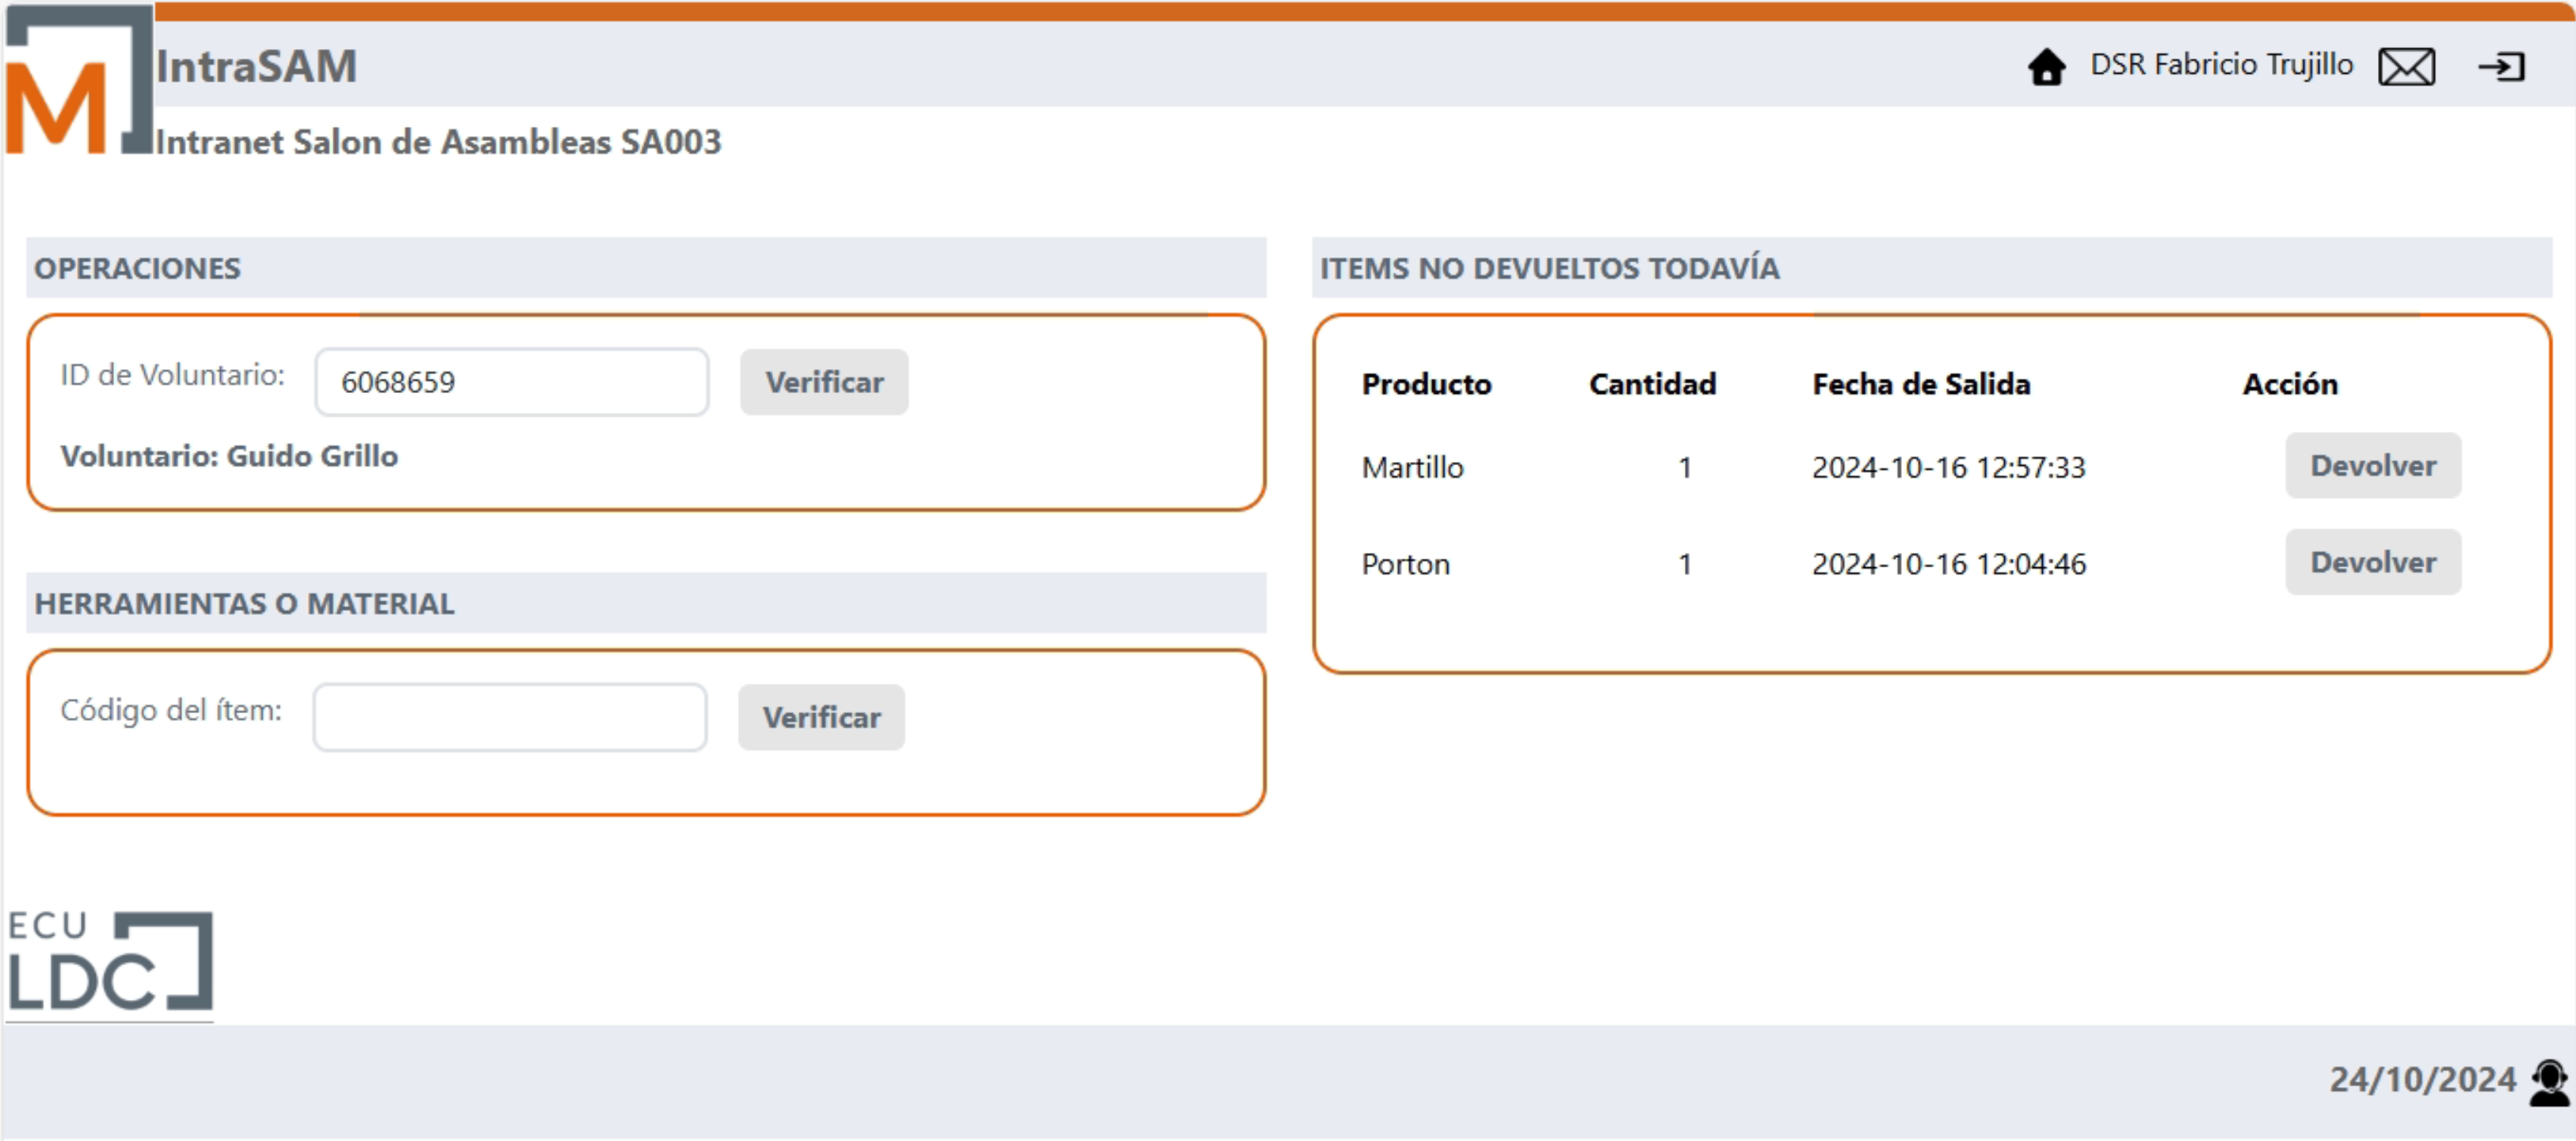 M
IntraSAM
DSR Fabricio Trujillo
Intranet Salon de Asambleas SA003
OPERACIONES
ID de Voluntario: 6068659 Verificar
Voluntario: Guido Grillo
HERRAMIENTAS O MATERIAL
Código del ítem: Verificar
ITEMS NO DEVUELTOS TODAVÍA
Producto Cantidad Fecha de Salida Acción
Martillo 1 2024-10-16 12:57:33 Devolver
Porton 1 2024-10-16 12:04:46 Devolver
ECU
LDC
24/10/2024